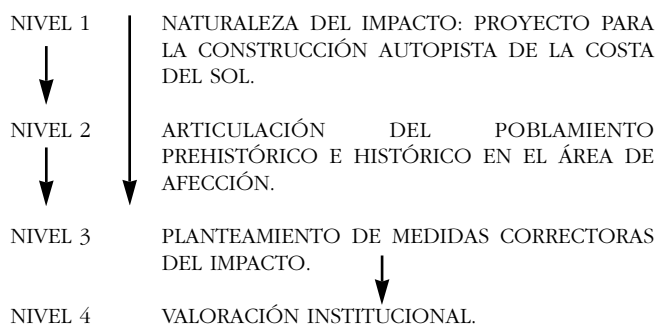 NIVEL 1 NATURALEZA DEL IMPACTO: PROYECTO PARA
LA CONSTRUCCIÓN AUTOPISTA DE LA COSTA
DEL SOL.
NIVEL 2 ARTICULACIÓN DEL POBLAMIENTO
PREHISTÓRICO E HISTÓRICO EN EL ÁREA DE
AFECCIÓN.
NIVEL 3 PLANTEAMIENTO DE MEDIDAS CORRECTORAS
DEL IMPACTO.
NIVEL 4 VALORACIÓN INSTITUCIONAL.